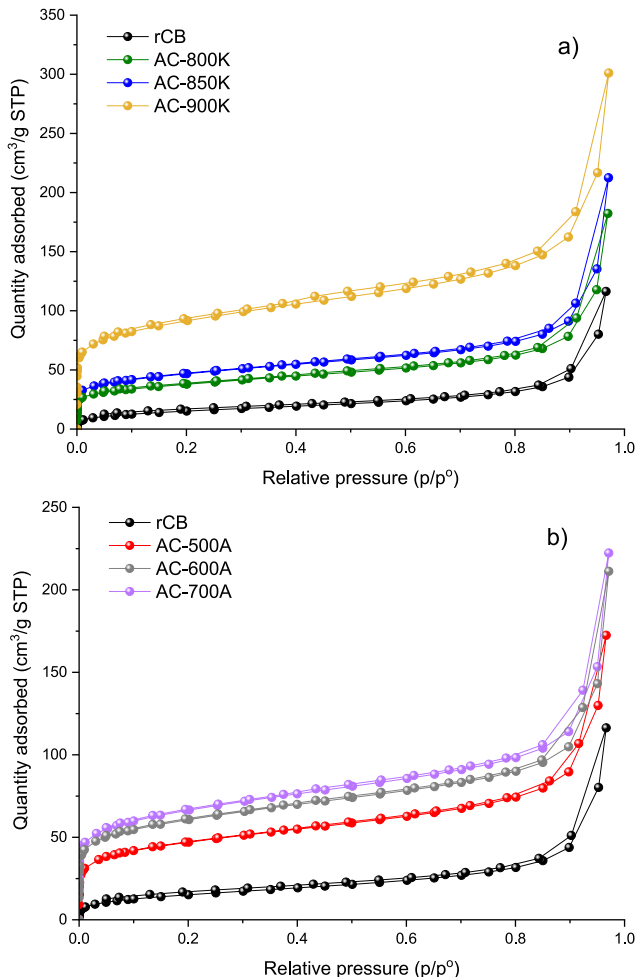 a)
rCB
AC-800K
AC-850K
AC-900K
Quantity adsorbed (cm³/g STP)
350
300
250
200
150
100
50
0
0.0 0.2 0.4 0.6 0.8 1.0
Relative pressure (p/pº)
b)
rCB
AC-500A
AC-600A
AC-700A
Quantity adsorbed (cm³/g STP)
250
200
150
100
50
0
0.0 0.2 0.4 0.6 0.8 1.0
Relative pressure (p/pº)